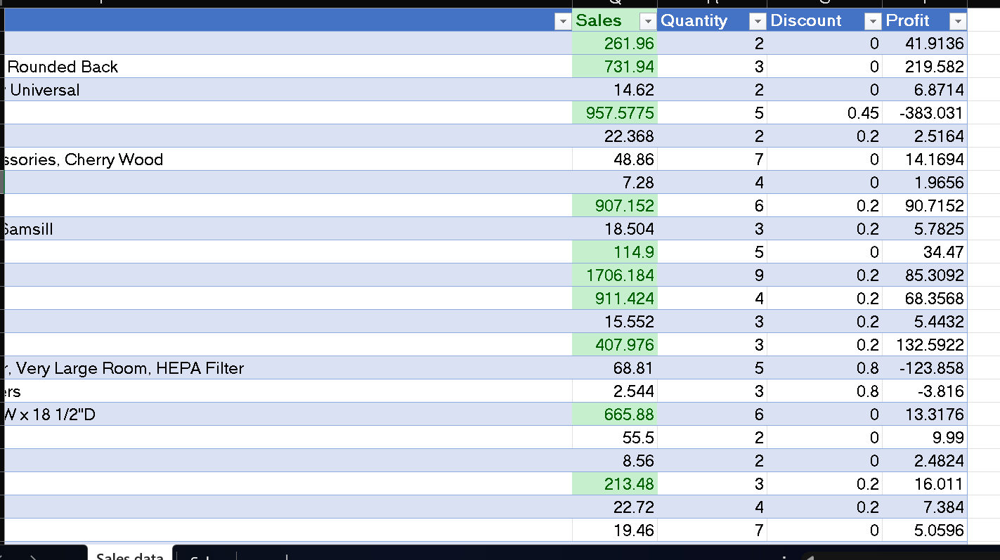 Sales Quantity Discount Profit
261.96 2 0 41.9136
Rounded Back 731.94 3 0 219.582
Universal 14.62 2 0 6.8714
957.5775 5 0.45 -383.031
22.368 2 0.2 2.5164
ssories, Cherry Wood 48.86 7 0 14.1694
7.28 4 0 1.9656
907.152 6 0.2 90.7152
Samsill 18.504 3 0.2 5.7825
114.9 5 0 34.47
1706.184 9 0.2 85.3092
911.424 4 0.2 68.3568
15.552 3 0.2 5.4432
407.976 3 0.2 132.5922
r, Very Large Room, HEPA Filter 68.81 5 0.8 -123.858
ers 2.544 3 0.8 -3.816
W x 18 1/2"D 665.88 6 0 13.3176
55.5 2 0 9.99
8.56 2 0 2.4824
213.48 3 0.2 16.011
22.72 4 0.2 7.384
19.46 7 0 5.0596
Sales data